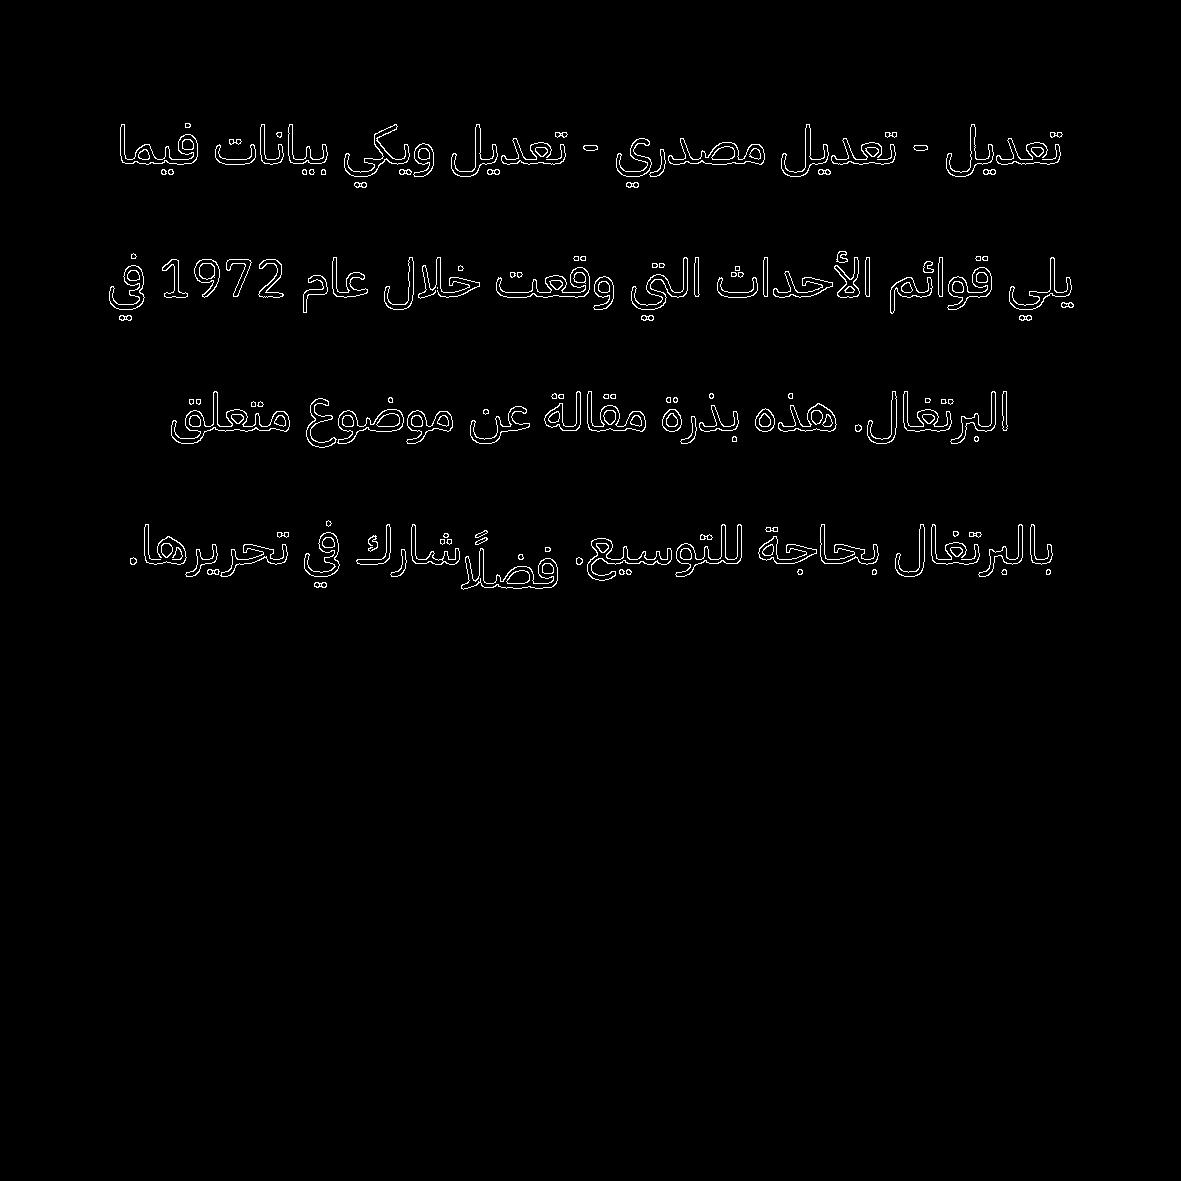 تعديل - تعديل مصدري - تعديل ويكي بيانات فيما
يلي قوائم الأحداث التي وقعت خلال عام 1972 في
البرتغال. هذه بذرة مقالة عن موضوع متعلق
بالبرتغال بحاجة للتوسيع. فضلًا شارك في تحريرها.